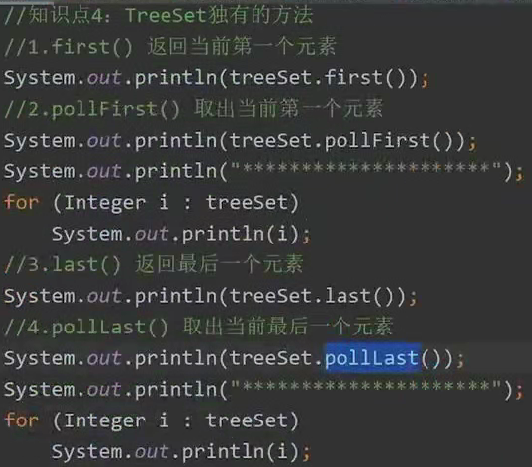 //知识点4：TreeSet独有的方法
//1.first() 返回当前第一个元素
System.out.println(treeSet.first());
//2.pollFirst() 取出当前第一个元素
System.out.println(treeSet.pollFirst());
System.out.println("*********************");
for (Integer i : treeSet)
    System.out.println(i);
//3.last() 返回最后一个元素
System.out.println(treeSet.last());
//4.pollLast() 取出当前最后一个元素
System.out.println(treeSet.pollLast());
System.out.println("*********************");
for (Integer i : treeSet)
    System.out.println(i);